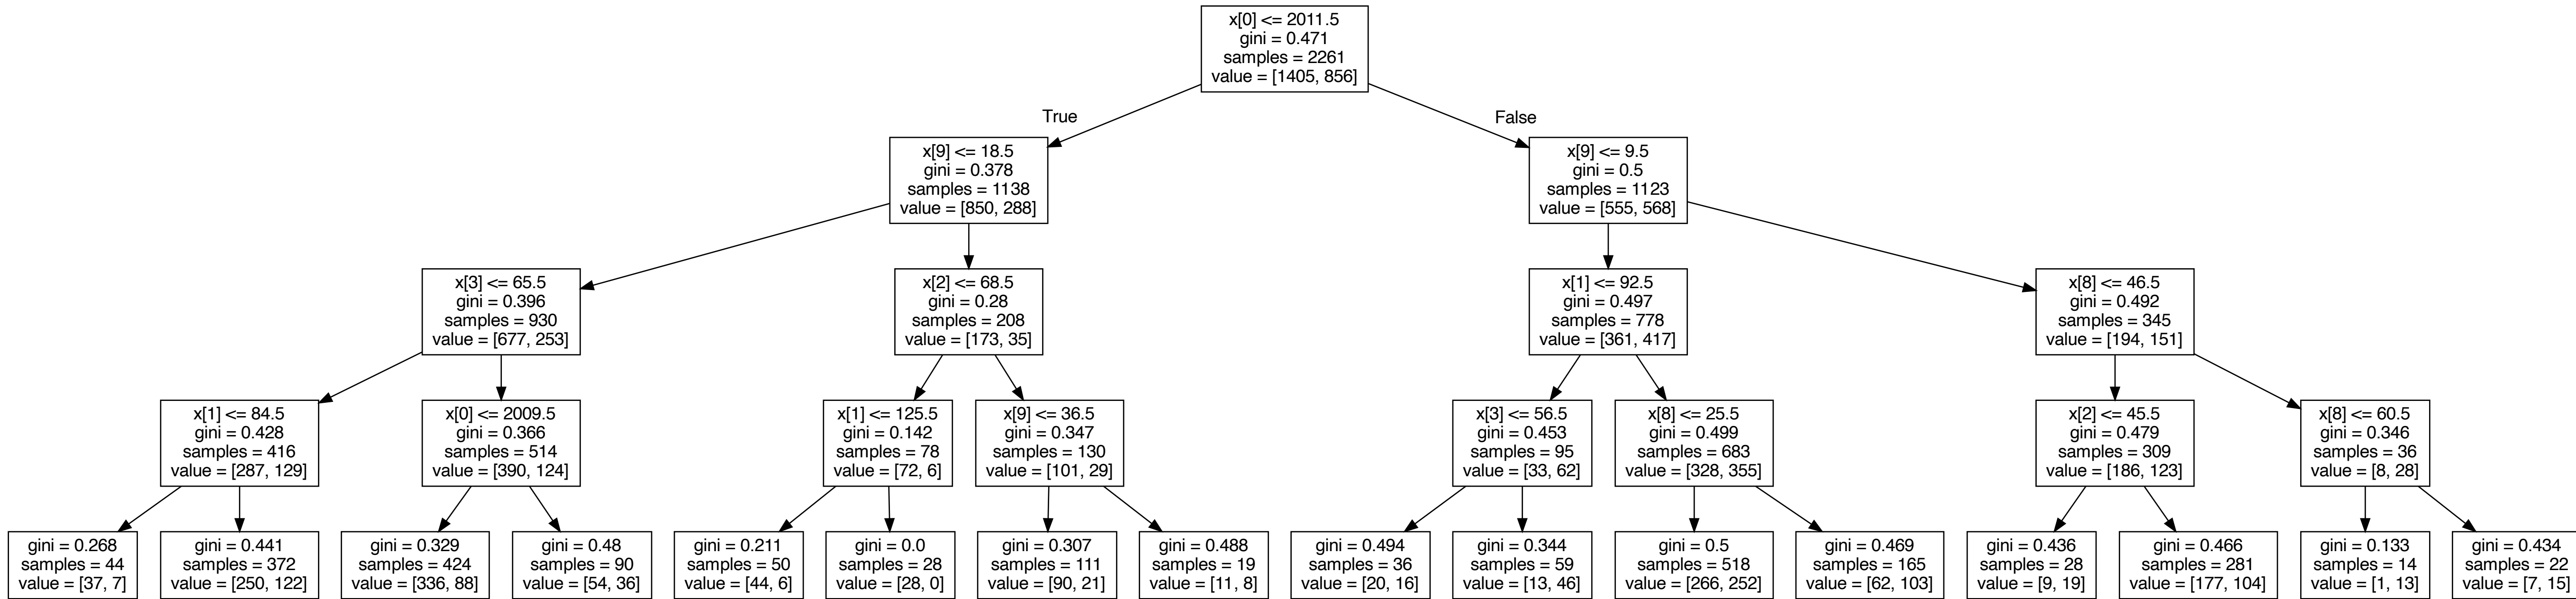 x[0] <= 2011.5
gini = 0.471
samples = 2261
value = [1405, 856]
True
False
x[9] <= 18.5
gini = 0.378
samples = 1138
value = [850, 288]
x[9] <= 9.5
gini = 0.5
samples = 1123
value = [555, 568]
x[3] <= 65.5
gini = 0.396
samples = 930
value = [677, 253]
x[2] <= 68.5
gini = 0.28
samples = 208
value = [173, 35]
x[1] <= 92.5
gini = 0.497
samples = 778
value = [361, 417]
x[8] <= 46.5
gini = 0.492
samples = 345
value = [194, 151]
x[1] <= 84.5
gini = 0.428
samples = 416
value = [287, 129]
x[0] <= 2009.5
gini = 0.366
samples = 514
value = [390, 124]
x[1] <= 125.5
gini = 0.142
samples = 78
value = [72, 6]
x[9] <= 36.5
gini = 0.347
samples = 130
value = [101, 29]
x[3] <= 56.5
gini = 0.453
samples = 95
value = [33, 62]
x[8] <= 25.5
gini = 0.499
samples = 683
value = [328, 355]
x[2] <= 45.5
gini = 0.479
samples = 309
value = [186, 123]
x[8] <= 60.5
gini = 0.346
samples = 36
value = [8, 28]
gini = 0.268
samples = 44
value = [37, 7]
gini = 0.441
samples = 372
value = [250, 122]
gini = 0.329
samples = 424
value = [336, 88]
gini = 0.48
samples = 90
value = [54, 36]
gini = 0.211
samples = 50
value = [44, 6]
gini = 0.0
samples = 28
value = [28, 0]
gini = 0.307
samples = 111
value = [90, 21]
gini = 0.488
samples = 19
value = [11, 8]
gini = 0.494
samples = 36
value = [20, 16]
gini = 0.344
samples = 59
value = [13, 46]
gini = 0.5
samples = 518
value = [266, 252]
gini = 0.469
samples = 165
value = [62, 103]
gini = 0.436
samples = 28
value = [9, 19]
gini = 0.466
samples = 281
value = [177, 104]
gini = 0.133
samples = 14
value = [1, 13]
gini = 0.434
samples = 22
value = [7, 15]